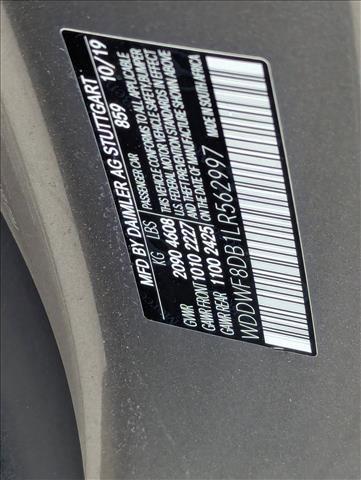 MFD BY DAIMLER AG STUTTGART 10/19
859
PASSENGER CAR
THIS VEHICLE CONFORMS TO ALL APPLICABLE
U.S. FEDERAL MOTOR VEHICLE SAFETY, BUMPER
AND THEFT PREVENTION STANDARDS IN EFFECT
ON THE DATE OF MANUFACTURE SHOWN ABOVE
MADE IN SOUTH AFRICA
KG LBS
GVWR 2090 4608
GAWR FRONT 1010 2227
GAWR REAR 1100 2425
WDDWF8DB1LR562997